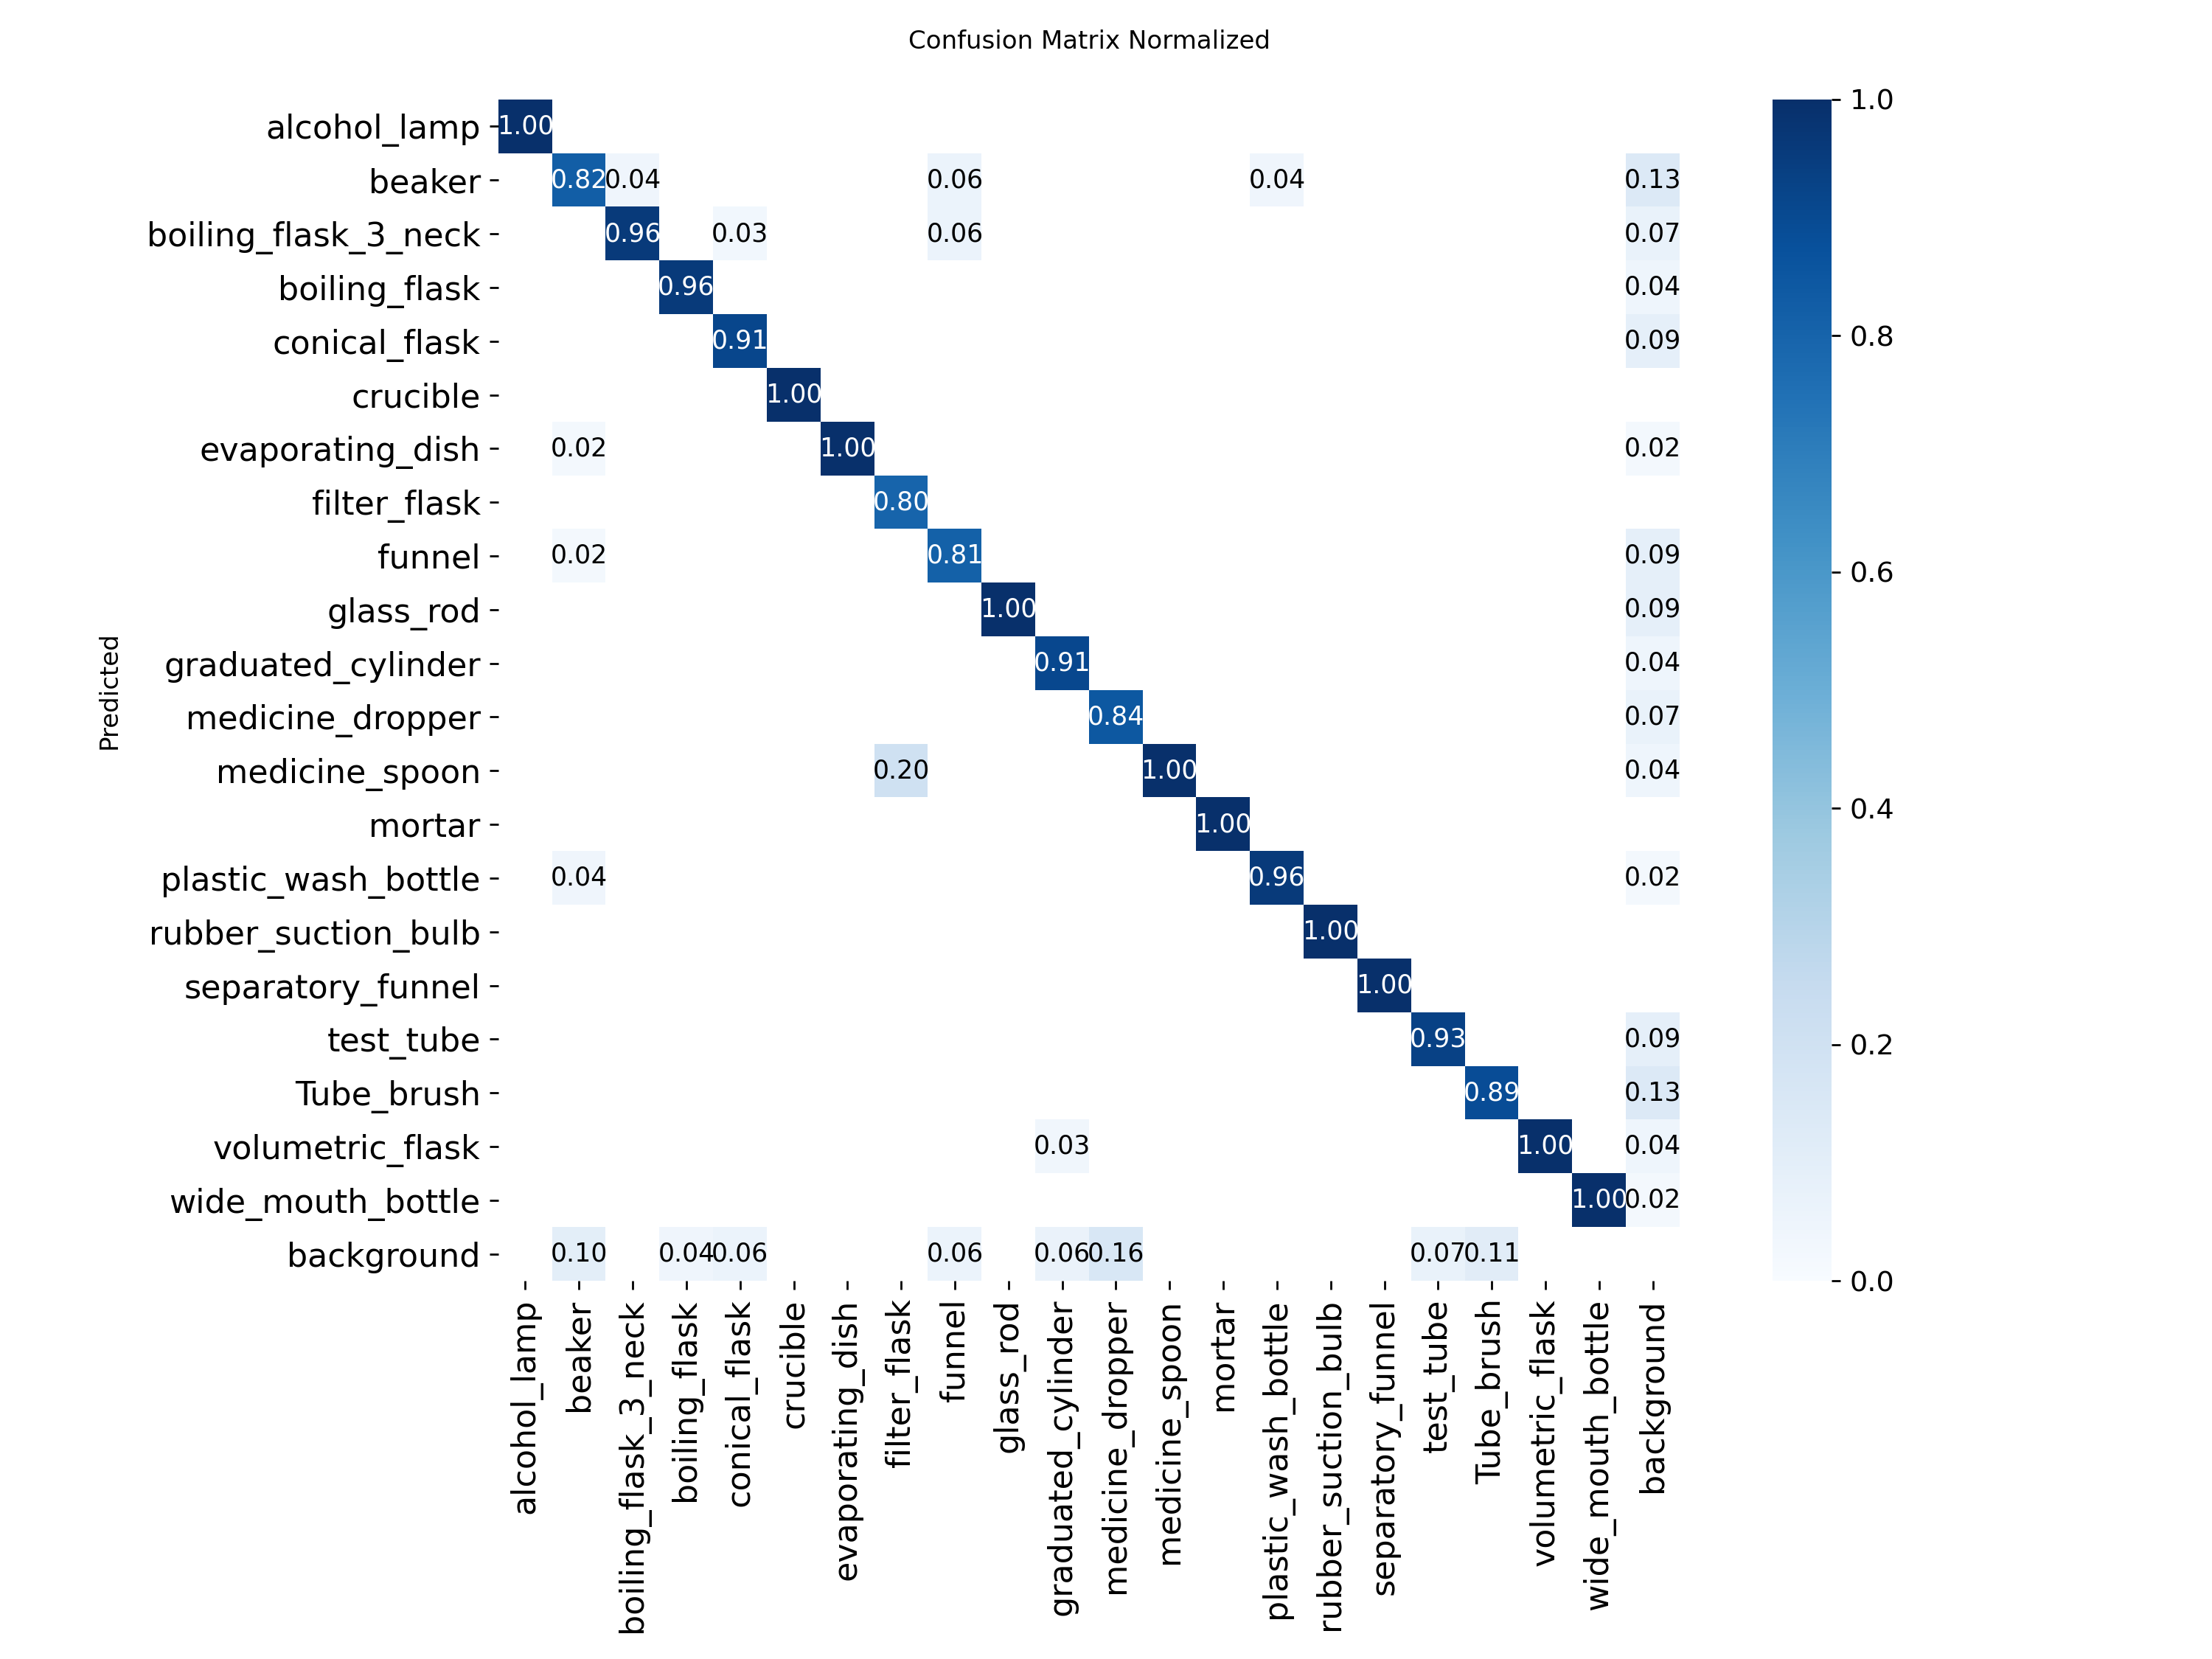 Confusion Matrix Normalized
alcohol_lamp 1.00
beaker 0.82 0.04 0.06 0.04 0.13
boiling_flask_3_neck 0.96 0.03 0.06 0.07
boiling_flask 0.96 0.04
conical_flask 0.91 0.09
crucible 1.00
evaporating_dish 0.02 1.00 0.02
filter_flask 0.80
funnel 0.02 0.81 0.09
glass_rod 1.00 0.09
graduated_cylinder 0.91 0.04
medicine_dropper 0.84 0.07
medicine_spoon 0.20 1.00 0.04
mortar 1.00
plastic_wash_bottle 0.04 0.96 0.02
rubber_suction_bulb 1.00
separatory_funnel 1.00
test_tube 0.93 0.09
Tube_brush 0.89 0.13
volumetric_flask 0.03 1.00 0.04
wide_mouth_bottle 1.00 0.02
background 0.10 0.04 0.06 0.06 0.06 0.16 0.07 0.11
Predicted
alcohol_lamp
beaker
boiling_flask_3_neck
boiling_flask
conical_flask
crucible
evaporating_dish
filter_flask
funnel
glass_rod
graduated_cylinder
medicine_dropper
medicine_spoon
mortar
plastic_wash_bottle
rubber_suction_bulb
separatory_funnel
test_tube
Tube_brush
volumetric_flask
wide_mouth_bottle
background
1.0
0.8
0.6
0.4
0.2
0.0